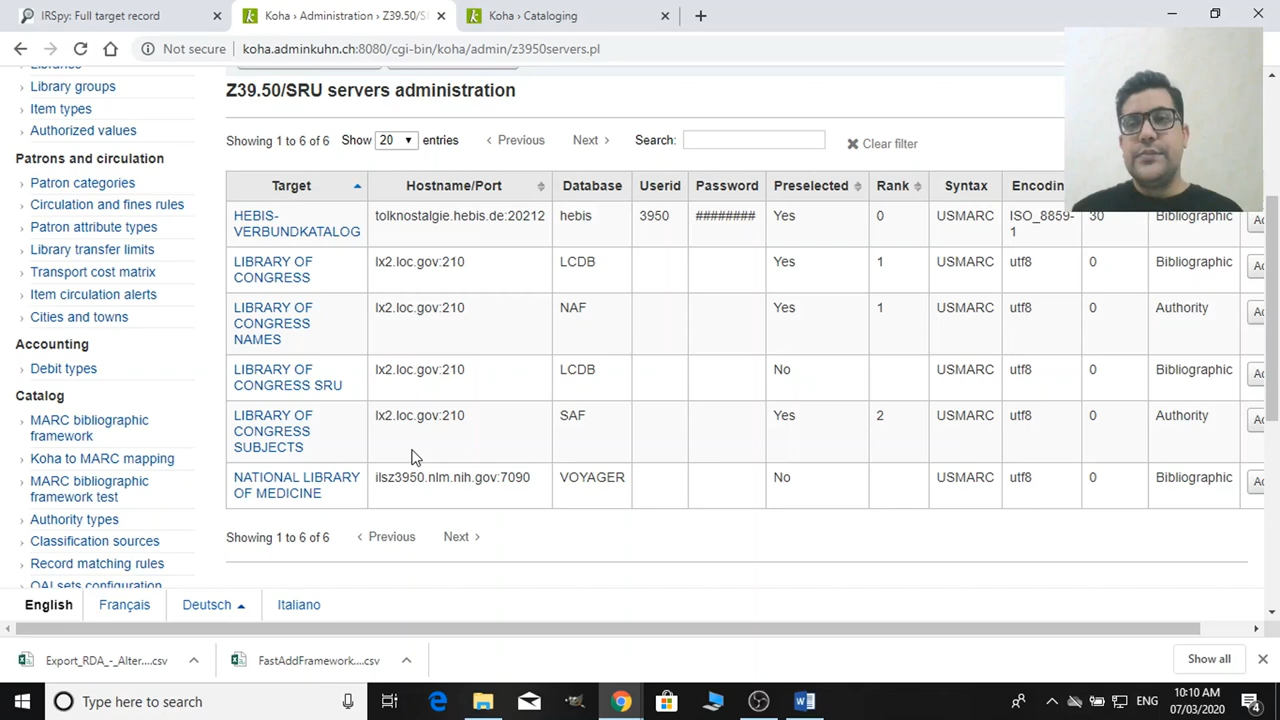 IRSpy: Full target record
Koha › Administration › Z39.50/S
Koha › Cataloging
Not secure
koha.adminkuhn.ch:8080/cgi-bin/koha/admin/z3950servers.pl
Library groups
Item types
Authorized values
Patrons and circulation
Patron categories
Circulation and fines rules
Patron attribute types
Library transfer limits
Transport cost matrix
Item circulation alerts
Cities and towns
Accounting
Debit types
Catalog
MARC bibliographic
framework
Koha to MARC mapping
MARC bibliographic
framework test
Authority types
Classification sources
Record matching rules
OAI sets configuration
Z39.50/SRU servers administration
Showing 1 to 6 of 6 Show 20 entries ‹ Previous Next › Search: Clear filter
Target Hostname/Port Database Userid Password Preselected Rank Syntax Encodin
HEBIS- tolknostalgie.hebis.de:20212 hebis 3950 ######## Yes 0 USMARC ISO_8859- 30 Bibliographic
VERBUNDKATALOG 1
LIBRARY OF lx2.loc.gov:210 LCDB Yes 1 USMARC utf8 0 Bibliographic
CONGRESS
LIBRARY OF lx2.loc.gov:210 NAF Yes 1 USMARC utf8 0 Authority
CONGRESS
NAMES
LIBRARY OF lx2.loc.gov:210 LCDB No USMARC utf8 0 Bibliographic
CONGRESS SRU
LIBRARY OF lx2.loc.gov:210 SAF Yes 2 USMARC utf8 0 Authority
CONGRESS
SUBJECTS
NATIONAL LIBRARY ilsz3950.nlm.nih.gov:7090 VOYAGER No USMARC utf8 0 Bibliographic
OF MEDICINE
Showing 1 to 6 of 6 ‹ Previous Next ›
English Français Deutsch Italiano
Export_RDA_-_Alter....csv
FastAddFramework....csv
Show all
Type here to search
ENG
10:10 AM
07/03/2020
4